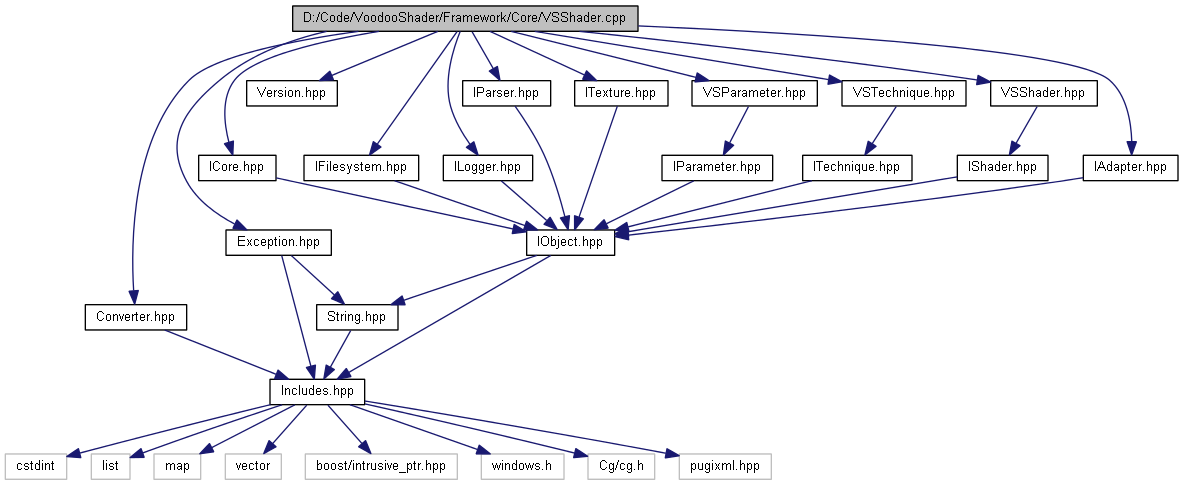 D:/Code/VoodooShader/Framework/Core/VSShader.cpp
Version.hpp
IParser.hpp
ITexture.hpp
VSParameter.hpp
VSTechnique.hpp
VSShader.hpp
ICore.hpp
IFilesystem.hpp
ILogger.hpp
IParameter.hpp
ITechnique.hpp
IShader.hpp
IAdapter.hpp
Exception.hpp
IObject.hpp
Converter.hpp
String.hpp
Includes.hpp
cstdint
list
map
vector
boost/intrusive_ptr.hpp
windows.h
Cg/cg.h
pugixml.hpp